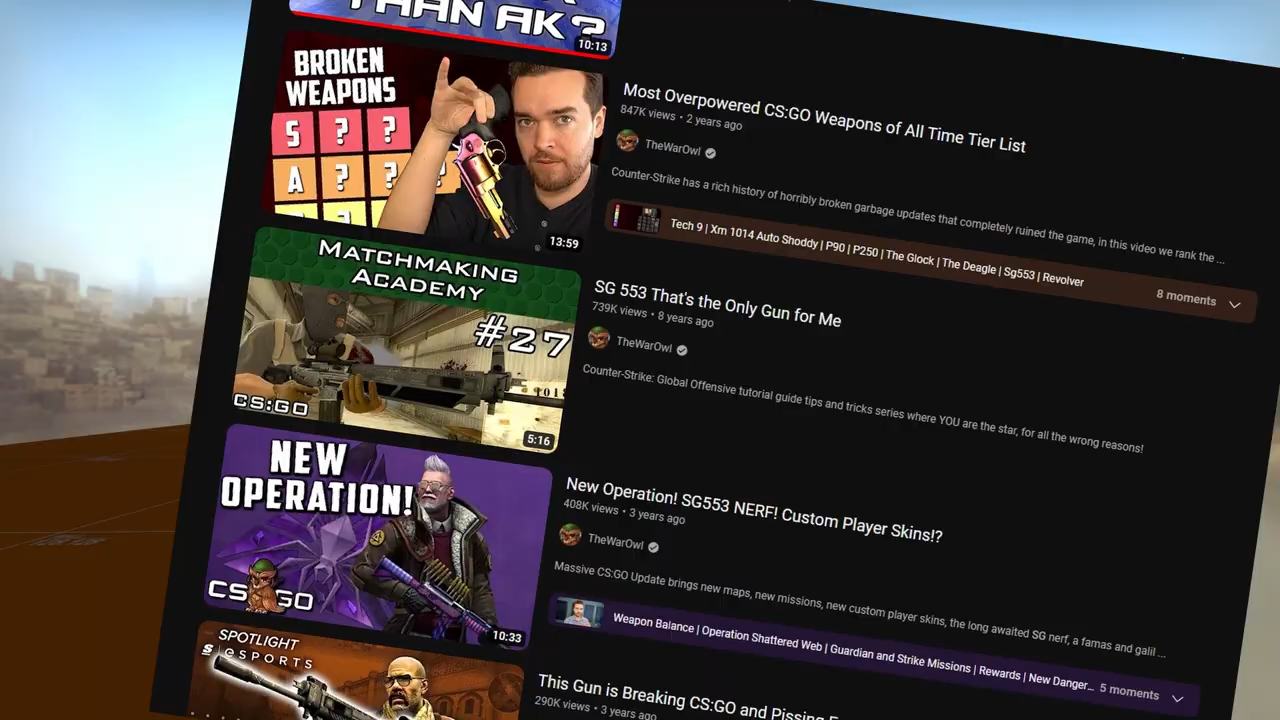 THAN AK?
10:13
BROKEN
WEAPONS
S ? ?
A ? ?
13:59
Most Overpowered CS:GO Weapons of All Time Tier List
847K views • 2 years ago
TheWarOwl
Counter-Strike has a rich history of horribly broken garbage updates that completely ruined the game, in this video we rank the ...
Tech 9 | Xm 1014 Auto Shoddy | P90 | P250 | The Glock | The Deagle | Sg553 | Revolver
8 moments
MATCHMAKING
ACADEMY
#27
CS:GO
5:16
SG 553 That's the Only Gun for Me
739K views • 8 years ago
TheWarOwl
Counter-Strike: Global Offensive tutorial guide tips and tricks series where YOU are the star, for all the wrong reasons!
NEW
OPERATION!
CS GO
10:33
New Operation! SG553 NERF! Custom Player Skins!?
408K views • 3 years ago
TheWarOwl
Massive CS:GO Update brings new maps, new missions, new custom player skins, the long awaited SG nerf, a famas and galil ...
Weapon Balance | Operation Shattered Web | Guardian and Strike Missions | Rewards | New Danger...
5 moments
SPOTLIGHT
ESPORTS
This Gun is Breaking CS:GO and Pissing
290K views • 3 years ago